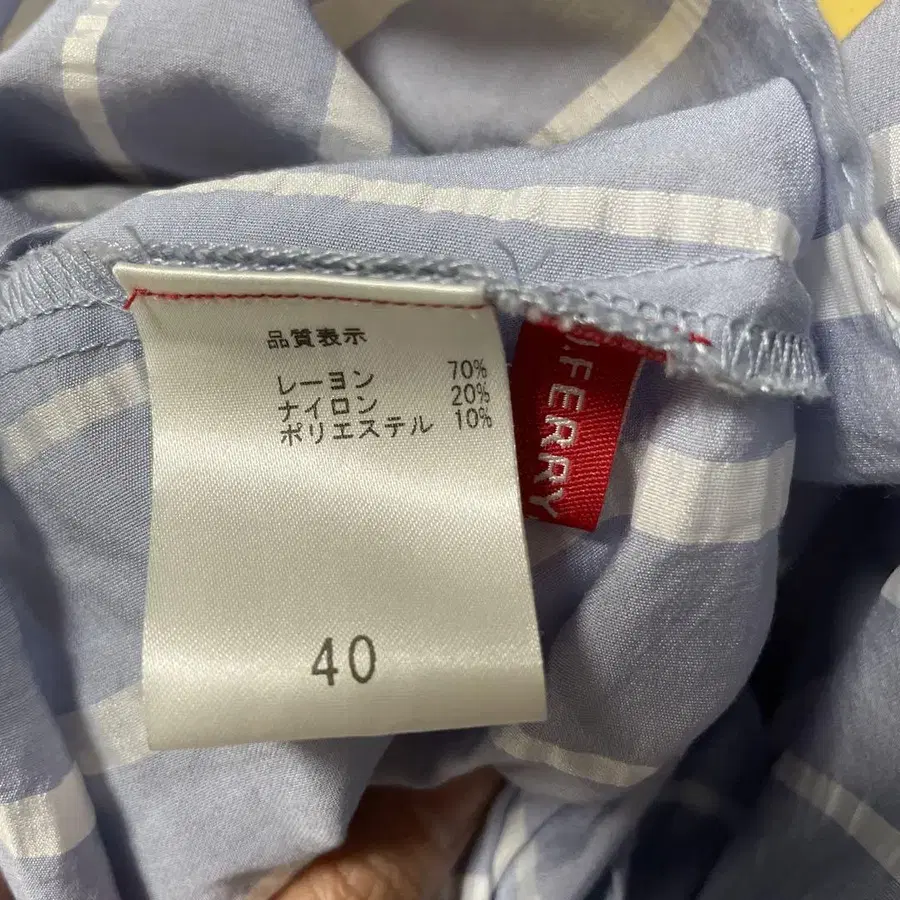 品質表示
レーヨン 70%
ナイロン 20%
ポリエステル 10%
40
.FERRY